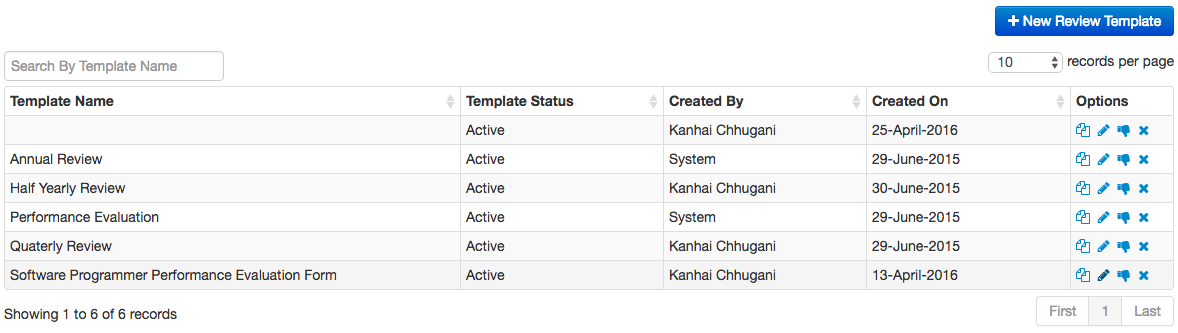 New Review Template
Search By Template Name
10 records per page
Template Name Template Status Created By Created On Options
Active Kanhai Chhugani 25-April-2016
Annual Review Active System 29-June-2015
Half Yearly Review Active Kanhai Chhugani 30-June-2015
Performance Evaluation Active System 29-June-2015
Quaterly Review Active Kanhai Chhugani 29-June-2015
Software Programmer Performance Evaluation Form Active Kanhai Chhugani 13-April-2016
Showing 1 to 6 of 6 records
First 1 Last